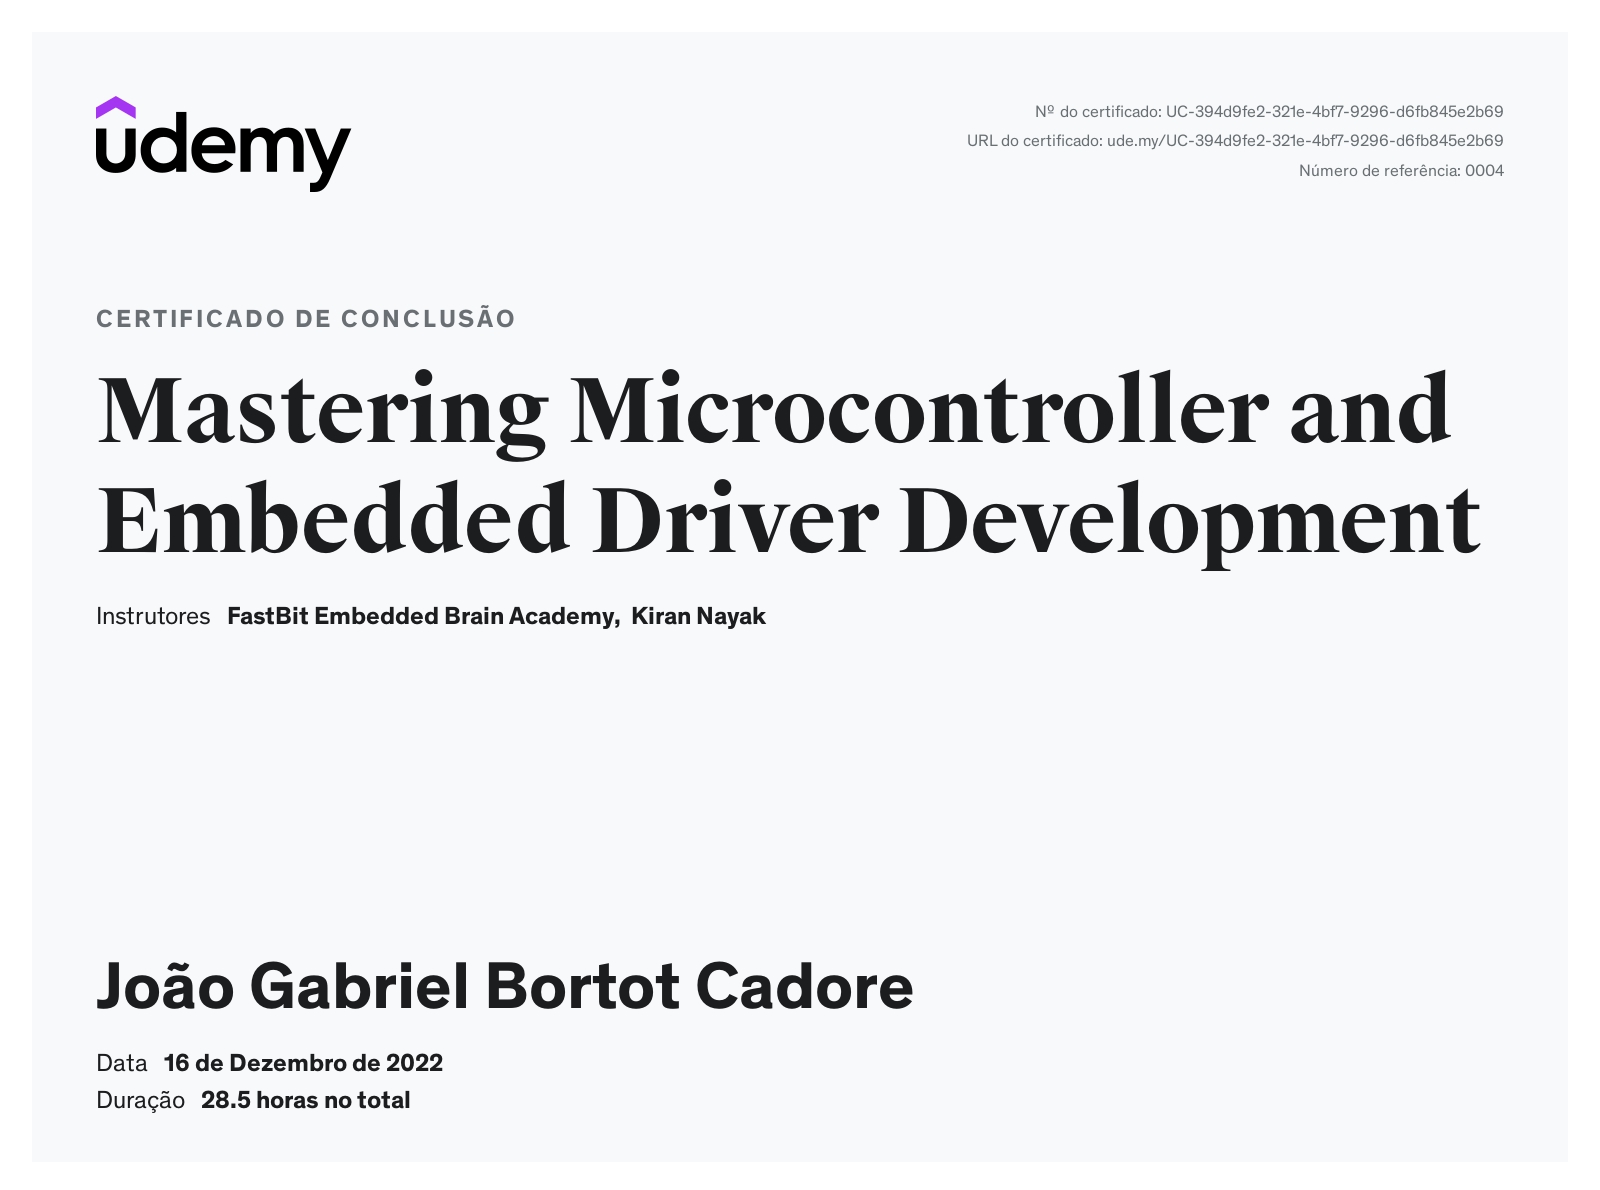 udemy
Nº do certificado: UC-394d9fe2-321e-4bf7-9296-d6fb845e2b69
URL do certificado: ude.my/UC-394d9fe2-321e-4bf7-9296-d6fb845e2b69
Número de referência: 0004
CERTIFICADO DE CONCLUSÃO
Mastering Microcontroller and
Embedded Driver Development
Instrutores FastBit Embedded Brain Academy, Kiran Nayak
João Gabriel Bortot Cadore
Data 16 de Dezembro de 2022
Duração 28.5 horas no total